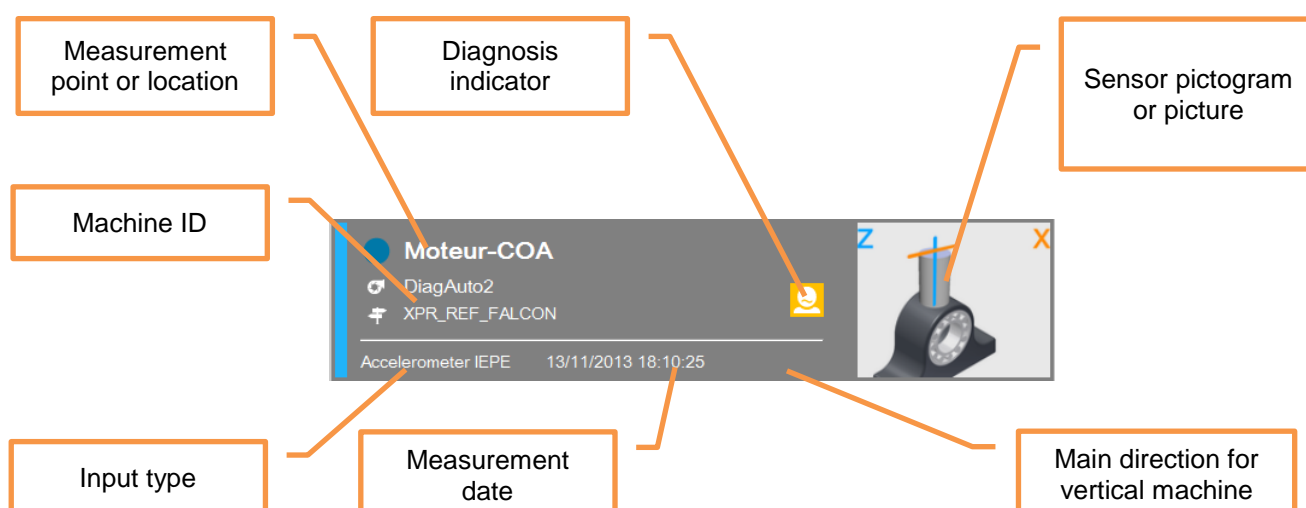 Measurement
point or location
Diagnosis
indicator
Sensor pictogram
or picture
Machine ID
Moteur-COA
DiagAuto2
XPR_REF_FALCON
Accelerometer IEPE 13/11/2013 18:10:25
Z
X
Input type
Measurement
date
Main direction for
vertical machine